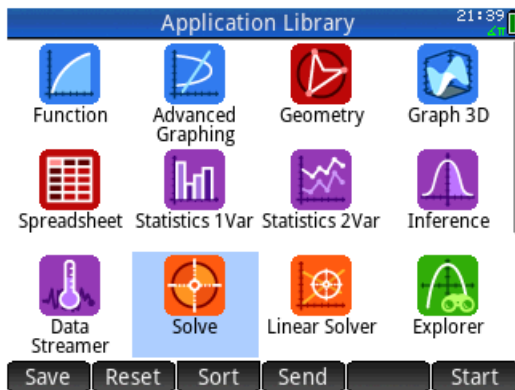 Application Library 21:39
∠π
Function Advanced Graphing Geometry Graph 3D
Spreadsheet Statistics 1Var Statistics 2Var Inference
Data Streamer Solve Linear Solver Explorer
Save Reset Sort Send Start